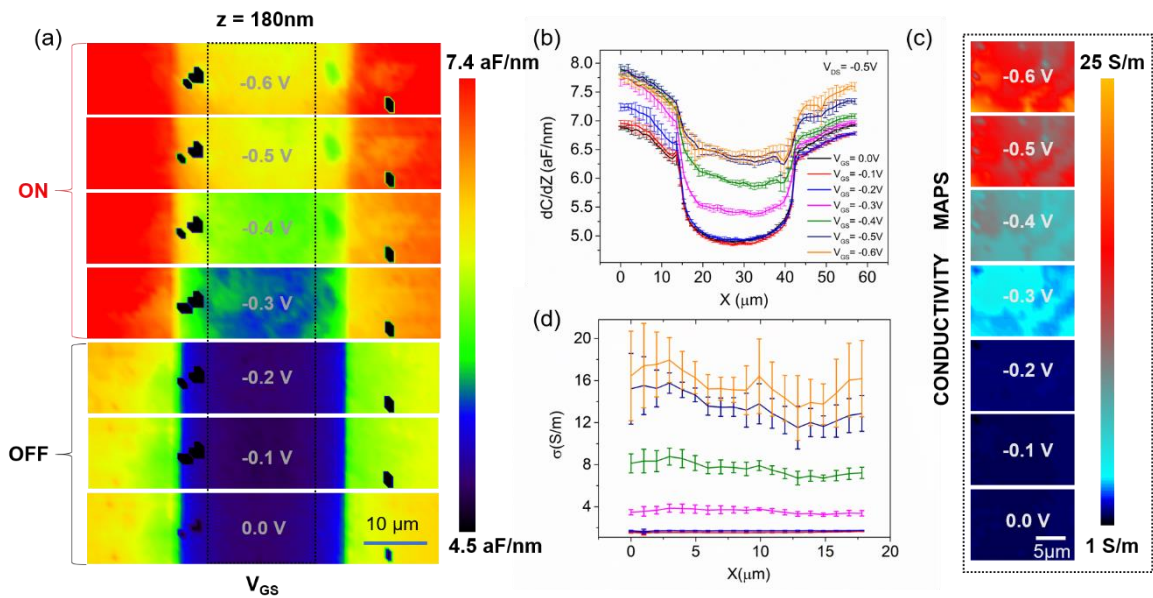 z = 180nm
(a)
7.4 aF/nm
-0.6 V
-0.5 V
ON
-0.4 V
-0.3 V
-0.2 V
OFF
-0.1 V
0.0 V
10 µm
4.5 aF/nm
V_GS
(b)
V_DS= -0.5V
8.0
7.5
7.0
6.5
6.0
5.5
5.0
dC/dZ (aF/nm)
V_GS= 0.0V
V_GS= -0.1V
V_GS= -0.2V
V_GS= -0.3V
V_GS= -0.4V
V_GS= -0.5V
V_GS= -0.6V
0 10 20 30 40 50 60
X (µm)
(d)
20
16
12
8
4
σ(S/m)
0 5 10 15 20
X(µm)
(c)
25 S/m
CONDUCTIVITY MAPS
-0.6 V
-0.5 V
-0.4 V
-0.3 V
-0.2 V
-0.1 V
0.0 V
5µm
1 S/m